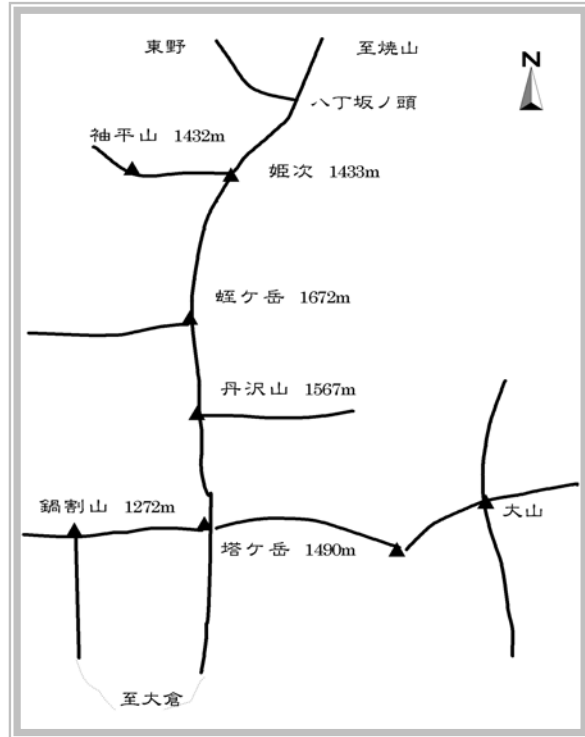 東野
至焼山
N
八丁坂ノ頭
袖平山 1432m
姫次 1433m
蛭ケ岳 1672m
丹沢山 1567m
鍋割山 1272m
大山
塔ケ岳 1490m
至大倉